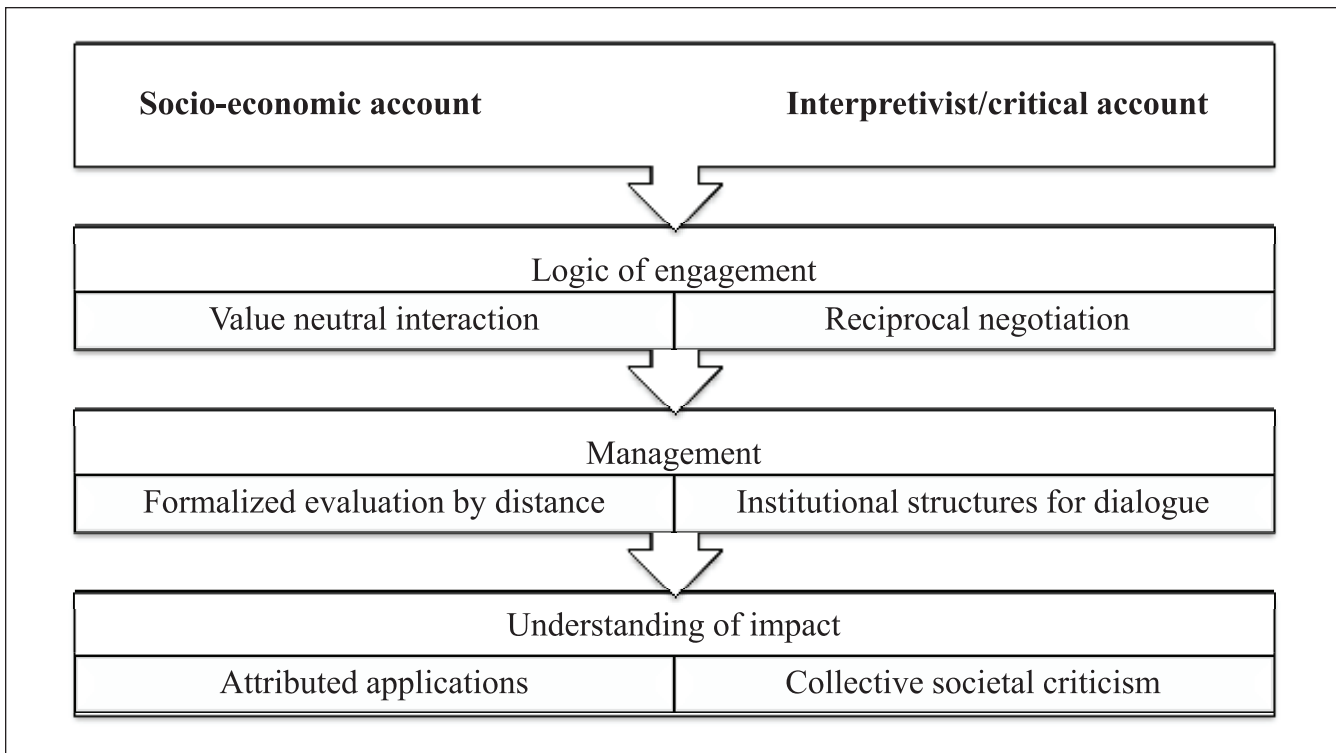 Socio-economic account Interpretivist/critical account
Logic of engagement
Value neutral interaction Reciprocal negotiation
Management
Formalized evaluation by distance Institutional structures for dialogue
Understanding of impact
Attributed applications Collective societal criticism